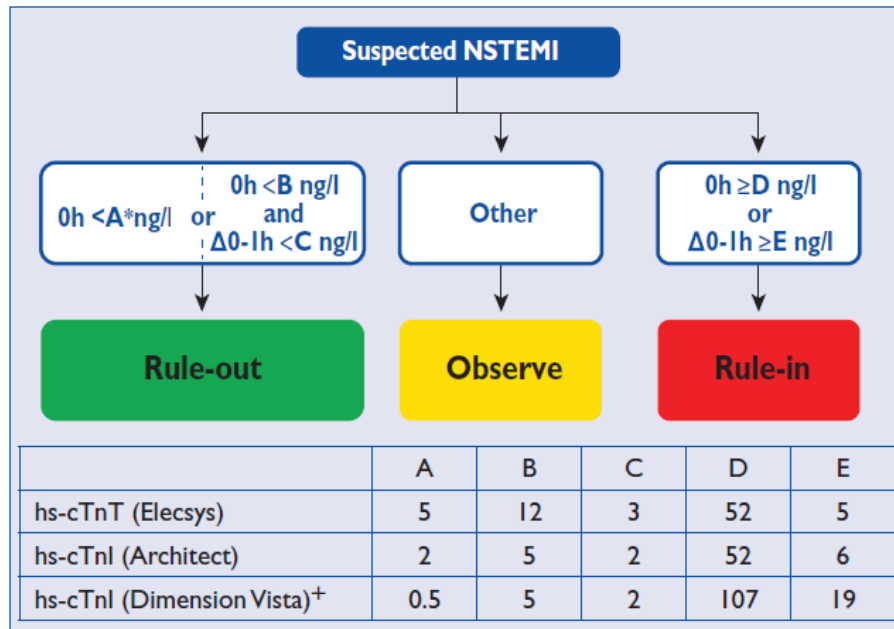 Suspected NSTEMI
0h <A*ng/l or
0h <B ng/l
and
Δ0-1h <C ng/l
Other
0h ≥D ng/l
or
Δ0-1h ≥E ng/l
Rule-out
Observe
Rule-in
A B C D E
hs-cTnT (Elecsys) 5 12 3 52 5
hs-cTnI (Architect) 2 5 2 52 6
hs-cTnI (Dimension Vista)+ 0.5 5 2 107 19